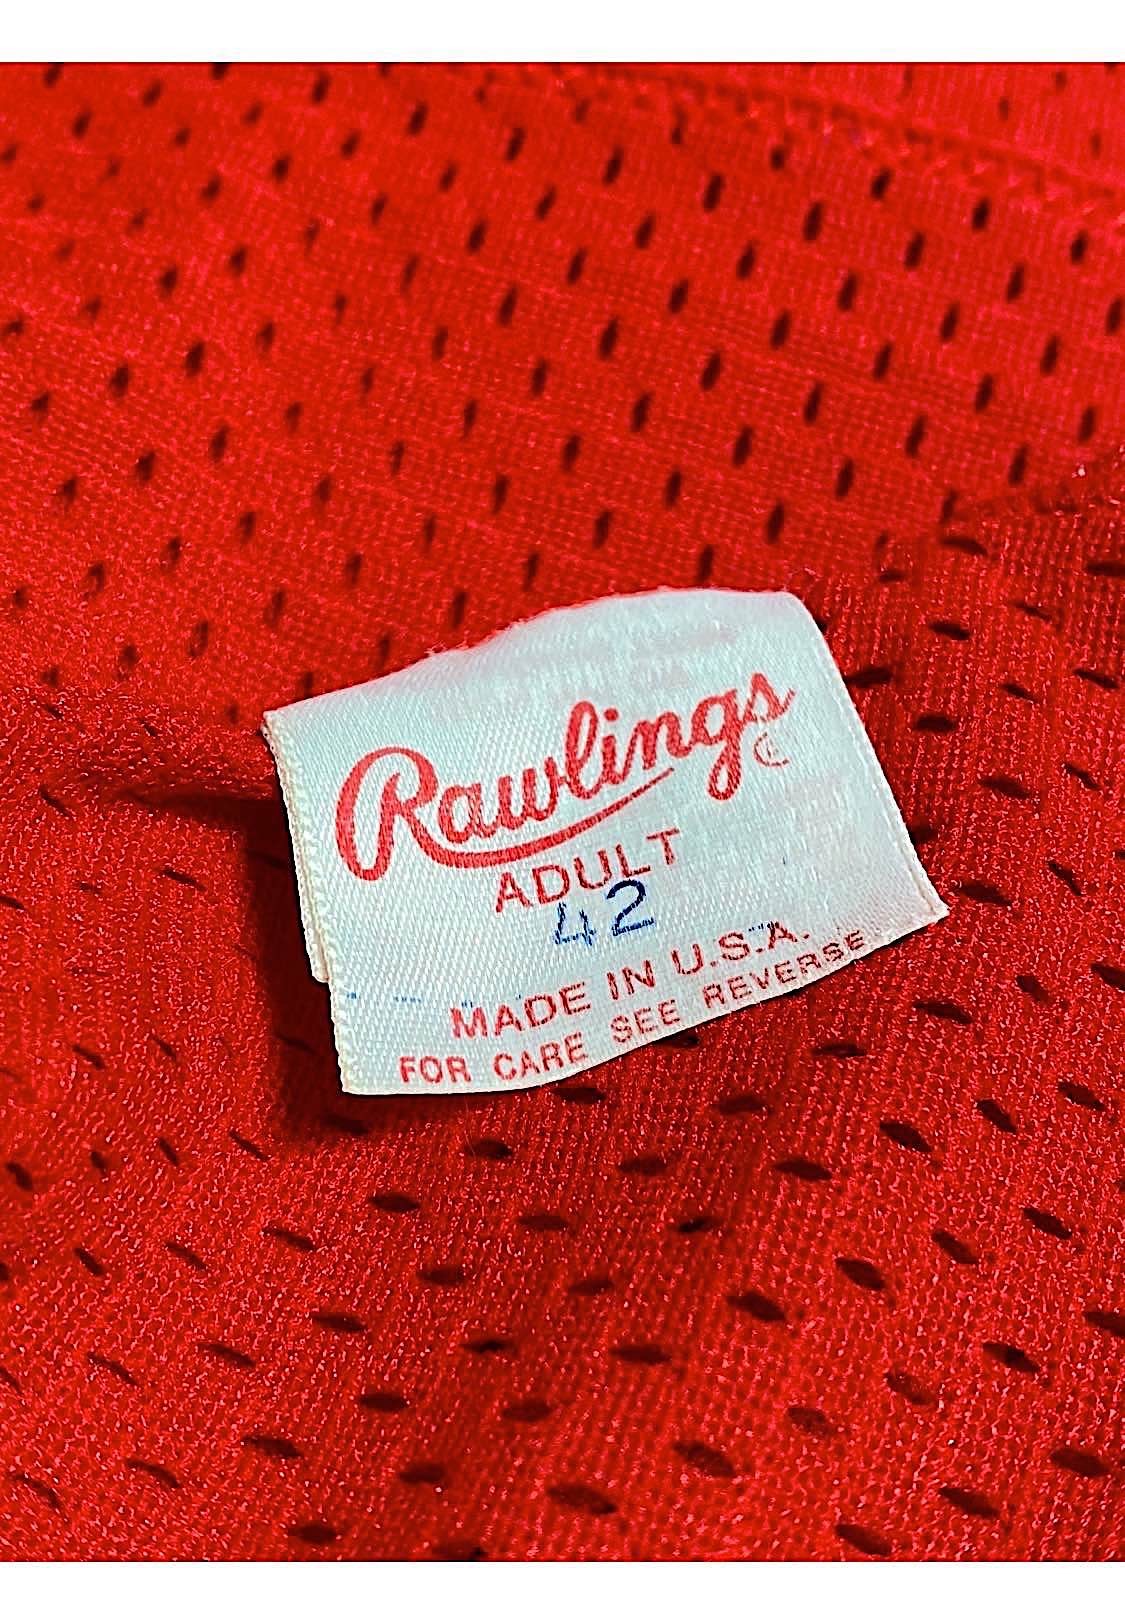 Rawlings
ADULT
42
MADE IN U.S.A.
FOR CARE SEE REVERSE